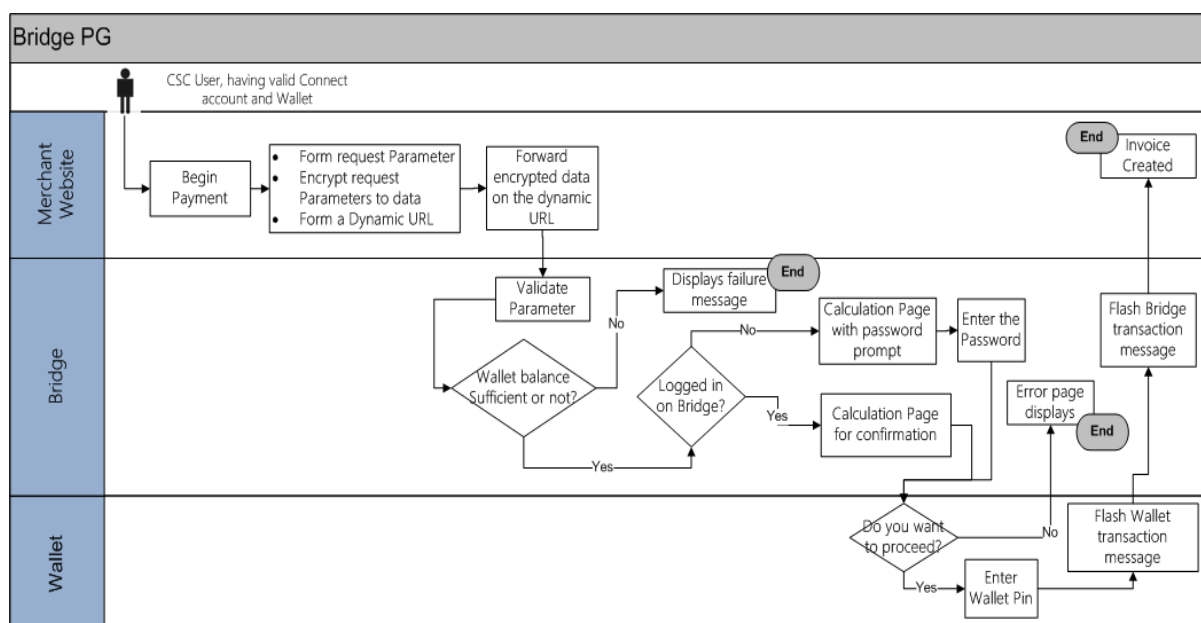 Bridge PG
CSC User, having valid Connect
account and Wallet
Merchant
Website
Begin
Payment
• Form request Parameter
• Encrypt request
Parameters to data
• Form a Dynamic URL
Forward
encrypted data
on the dynamic
URL
End
Invoice
Created
Bridge
Validate
Parameter
Displays failure
message
End
No
Wallet balance
Sufficient or not?
Yes
Logged in
on Bridge?
No
Calculation Page
with password
prompt
Enter the
Password
Yes
Calculation Page
for confirmation
Error page
displays
End
Flash Bridge
transaction
message
Wallet
Do you want
to proceed?
No
Yes
Enter
Wallet Pin
Flash Wallet
transaction
message